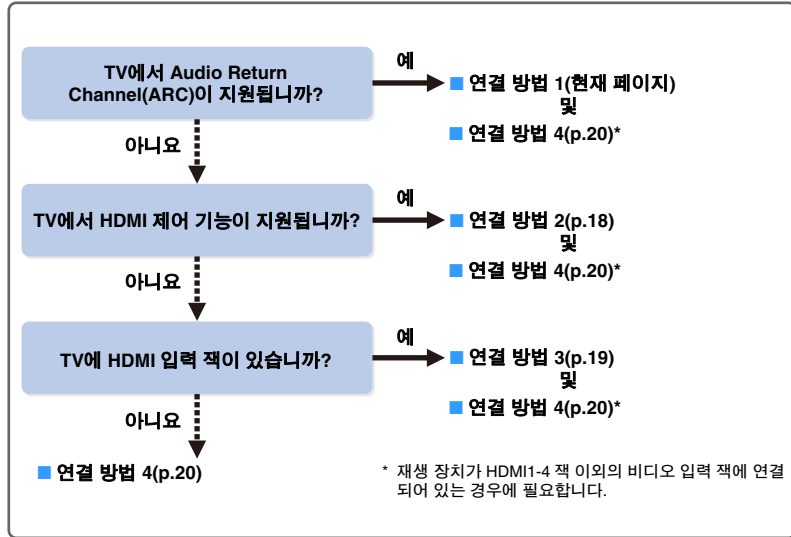 TV에서 Audio Return
Channel(ARC)이 지원됩니까?
예
■ 연결 방법 1(현재 페이지)
및
■ 연결 방법 4(p.20)*
아니요
TV에서 HDMI 제어 기능이 지원됩니까?
예
■ 연결 방법 2(p.18)
및
■ 연결 방법 4(p.20)*
아니요
TV에 HDMI 입력 잭이 있습니까?
예
■ 연결 방법 3(p.19)
및
■ 연결 방법 4(p.20)*
아니요
■ 연결 방법 4(p.20)
* 재생 장치가 HDMI1-4 잭 이외의 비디오 입력 잭에 연결
되어 있는 경우에 필요합니다.